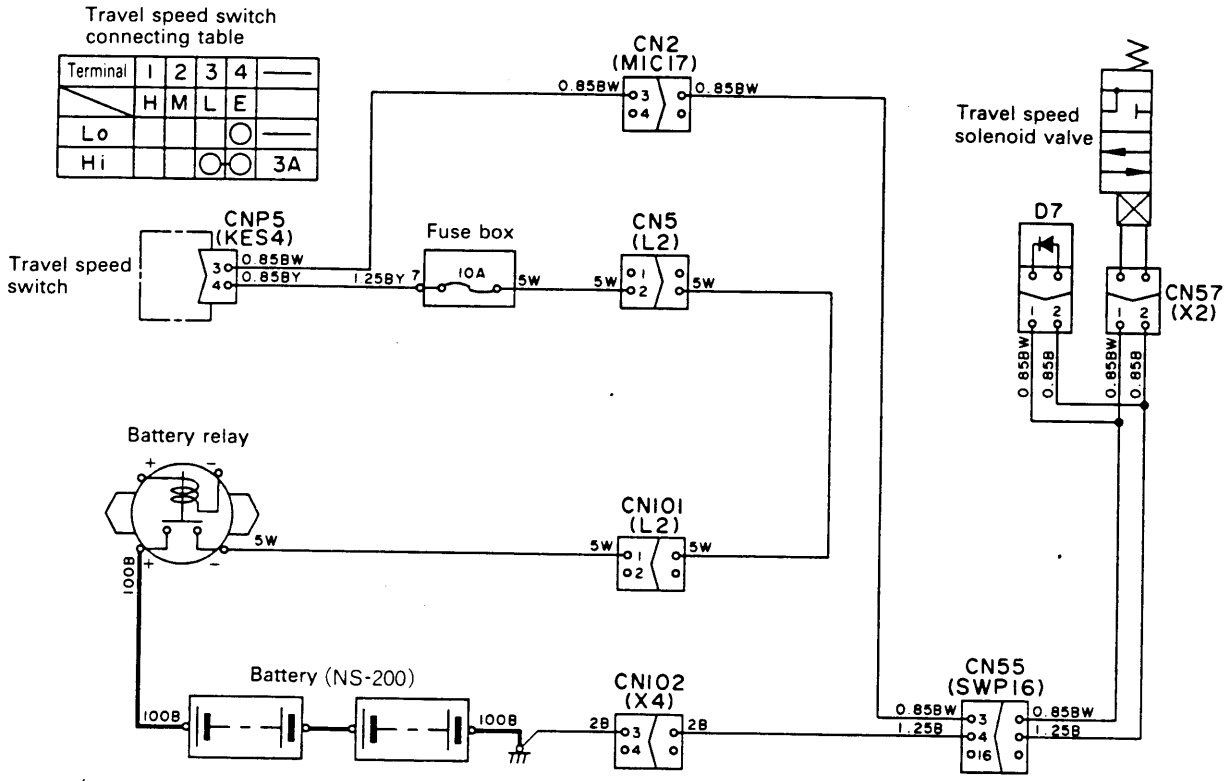 Travel speed switch
connecting table
Terminal 1 2 3 4
H M L E
Lo
Hi 3A
CN2
(MIC17)
0.85BW 3 0.85BW
4
Travel speed
solenoid valve
CNP5
(KES4)
Travel speed
switch
3 0.85BW
4 0.85BY 1.25BY 7
Fuse box
10A
5W 5W
CN5
(L2)
1
2 5W
D7
1 2
0.85BW 0.85B
CN57
(X2)
1 2
0.85BW 0.85B
Battery relay
+ -
+ -
5W
100B
CN101
(L2)
5W 1 5W
2
Battery (NS-200)
100B 100B
CN102
(X4)
2B 3 2B
4
CN55
(SWP16)
0.85BW 3 0.85BW
1.25B 4 1.25B
16